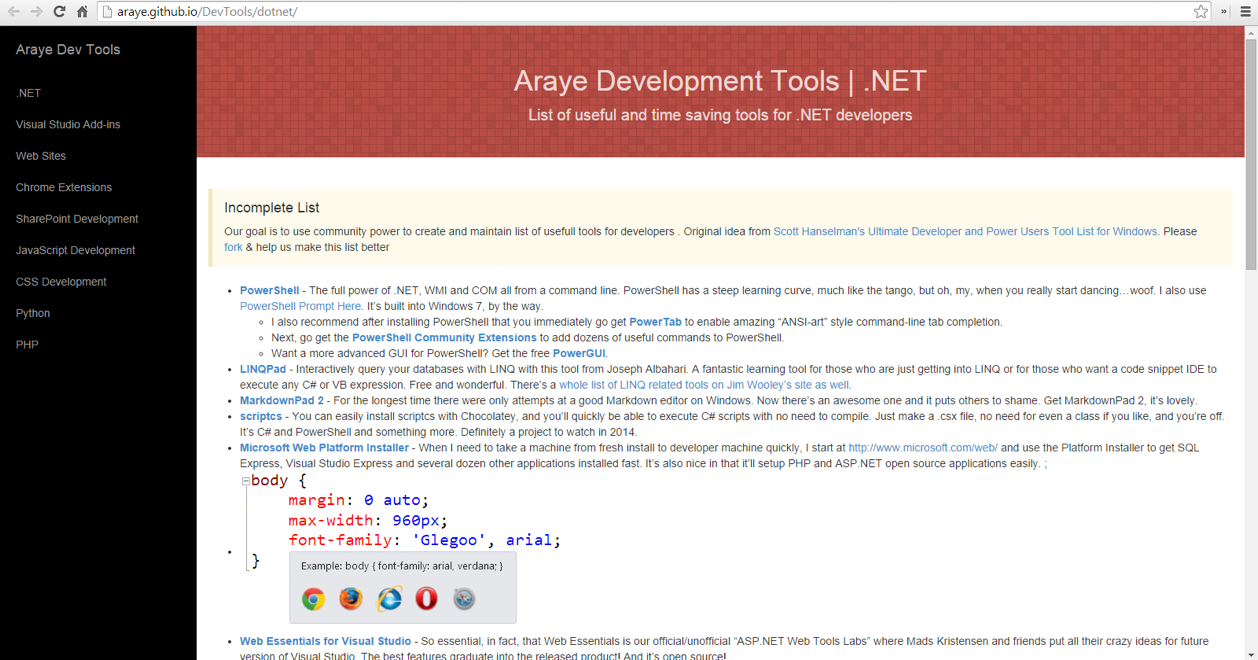 araye.github.io/DevTools/dotnet/
Araye Dev Tools
.NET
Visual Studio Add-ins
Web Sites
Chrome Extensions
SharePoint Development
JavaScript Development
CSS Development
Python
PHP
Araye Development Tools | .NET
List of useful and time saving tools for .NET developers
Incomplete List
Our goal is to use community power to create and maintain list of usefull tools for developers . Original idea from Scott Hanselman's Ultimate Developer and Power Users Tool List for Windows. Please
fork & help us make this list better
PowerShell - The full power of .NET, WMI and COM all from a command line. PowerShell has a steep learning curve, much like the tango, but oh, my, when you really start dancing…woof. I also use
PowerShell Prompt Here. It’s built into Windows 7, by the way.
I also recommend after installing PowerShell that you immediately go get PowerTab to enable amazing “ANSI-art” style command-line tab completion.
Next, go get the PowerShell Community Extensions to add dozens of useful commands to PowerShell.
Want a more advanced GUI for PowerShell? Get the free PowerGUI.
LINQPad - Interactively query your databases with LINQ with this tool from Joseph Albahari. A fantastic learning tool for those who are just getting into LINQ or for those who want a code snippet IDE to
execute any C# or VB expression. Free and wonderful. There’s a whole list of LINQ related tools on Jim Wooley’s site as well.
MarkdownPad 2 - For the longest time there were only attempts at a good Markdown editor on Windows. Now there’s an awesome one and it puts others to shame. Get MarkdownPad 2, it’s lovely.
scriptcs - You can easily install scriptcs with Chocolatey, and you’ll quickly be able to execute C# scripts with no need to compile. Just make a .csx file, no need for even a class if you like, and you’re off.
It’s C# and PowerShell and something more. Definitely a project to watch in 2014.
Microsoft Web Platform Installer - When I need to take a machine from fresh install to developer machine quickly, I start at http://www.microsoft.com/web/ and use the Platform Installer to get SQL
Express, Visual Studio Express and several dozen other applications installed fast. It’s also nice in that it’ll setup PHP and ASP.NET open source applications easily. ;
body {
margin: 0 auto;
max-width: 960px;
font-family: 'Glegoo', arial;
}
Example: body { font-family: arial, verdana; }
Web Essentials for Visual Studio - So essential, in fact, that Web Essentials is our official/unofficial “ASP.NET Web Tools Labs” where Mads Kristensen and friends put all their crazy ideas for future
version of Visual Studio. The best features graduate into the released product! And it’s open source!